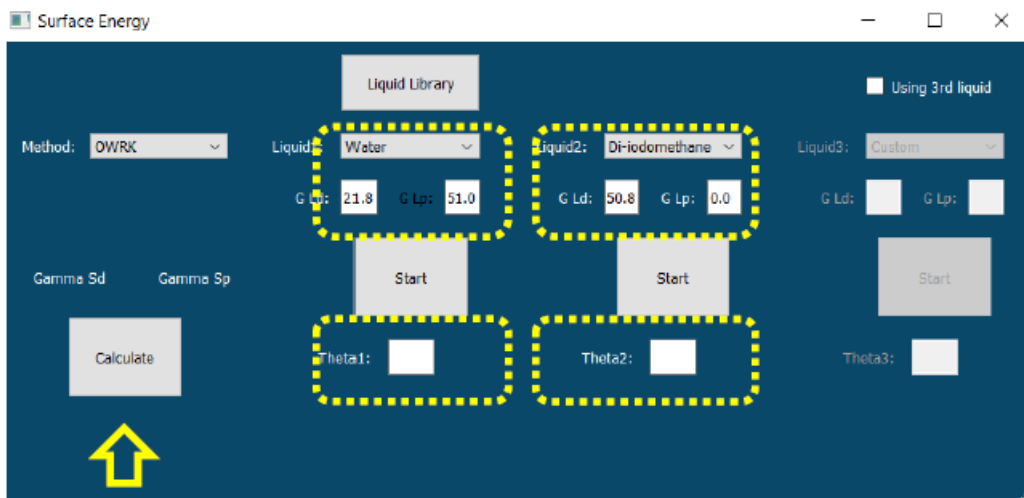 Surface Energy
Liquid Library
Using 3rd liquid
Method: OWRK Liquid1: Water Liquid2: Di-iodomethane Liquid3: Custom
G Ld: 21.8 G Lp: 51.0 G Ld: 50.8 G Lp: 0.0 G Ld: G Lp:
Gamma Sd Gamma Sp Start Start Start
Calculate Theta1: Theta2: Theta3: